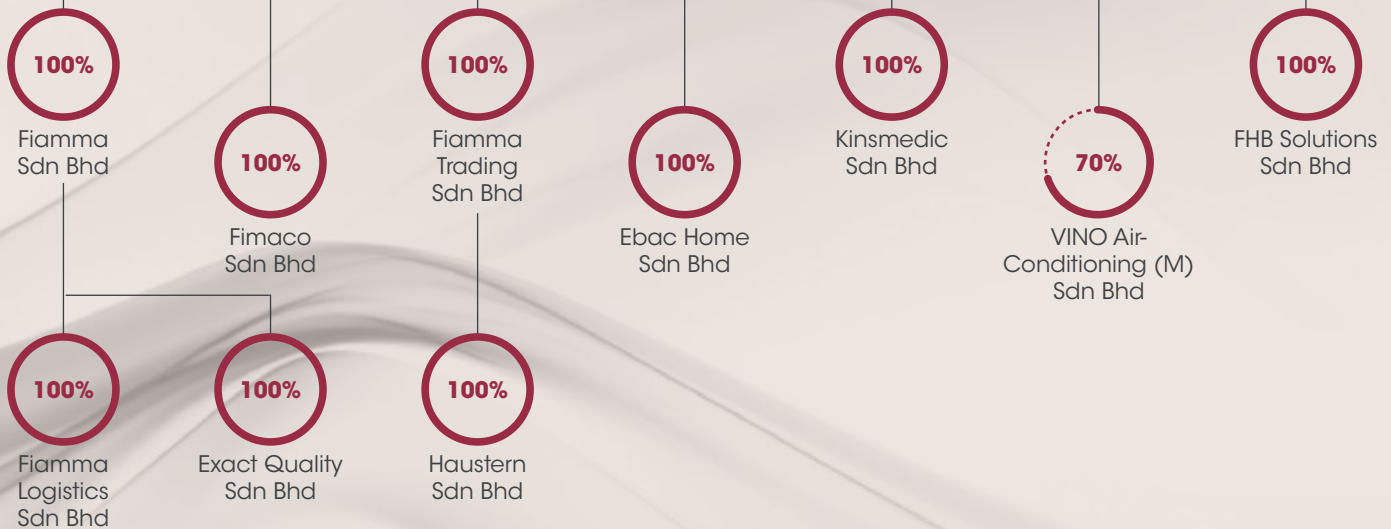 100%
Fiamma
Sdn Bhd
100%
Fimaco
Sdn Bhd
100%
Fiamma
Trading
Sdn Bhd
100%
Ebac Home
Sdn Bhd
100%
Kinsmedic
Sdn Bhd
70%
VINO Air-
Conditioning (M)
Sdn Bhd
100%
FHB Solutions
Sdn Bhd
100%
Fiamma
Logistics
Sdn Bhd
100%
Exact Quality
Sdn Bhd
100%
Haustern
Sdn Bhd